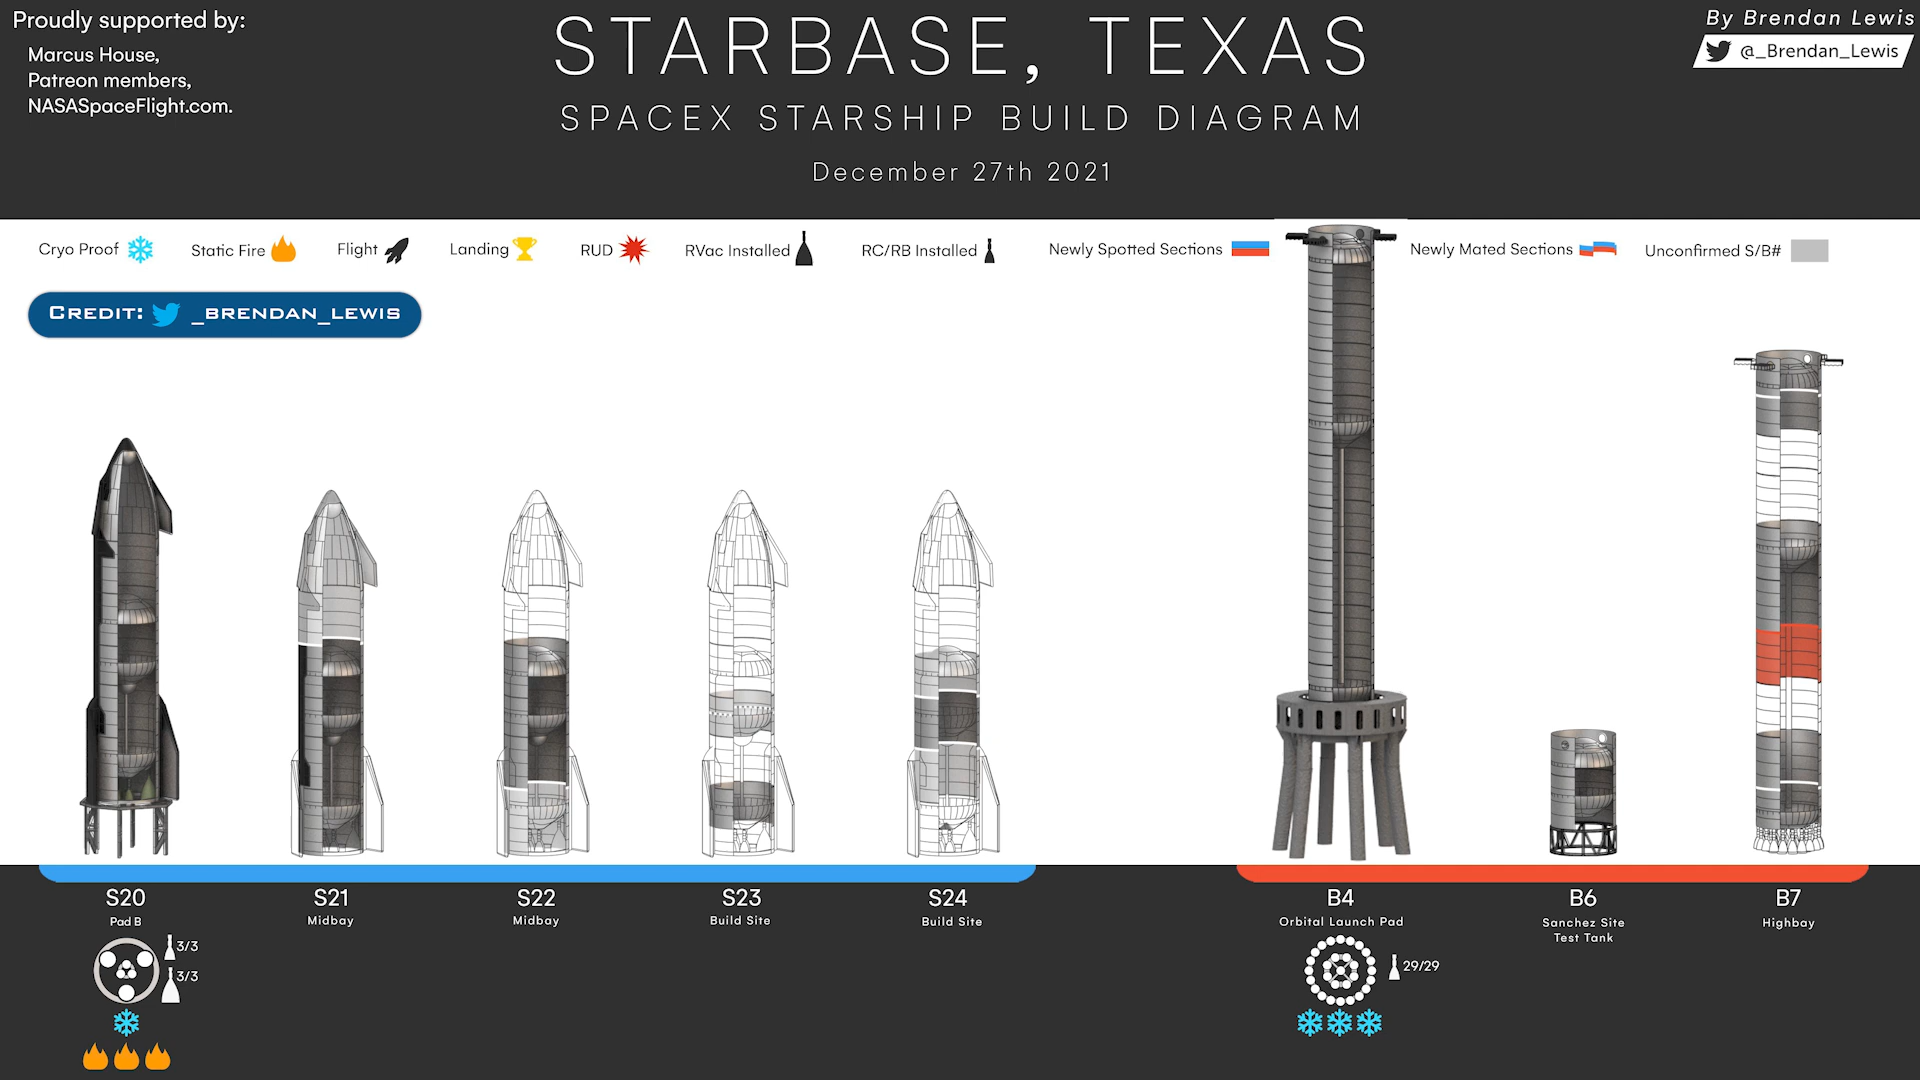 Proudly supported by:
Marcus House,
Patreon members,
NASASpaceFlight.com.
STARBASE, TEXAS
SPACEX STARSHIP BUILD DIAGRAM
December 27th 2021
By Brendan Lewis
@_Brendan_Lewis
Cryo Proof
Static Fire
Flight
Landing
RUD
RVac Installed
RC/RB Installed
Newly Spotted Sections
Newly Mated Sections
Unconfirmed S/B#
CREDIT: _BRENDAN_LEWIS
S20
Pad B
3/3
3/3
S21
Midbay
S22
Midbay
S23
Build Site
S24
Build Site
B4
Orbital Launch Pad
29/29
B6
Sanchez Site
Test Tank
B7
Highbay